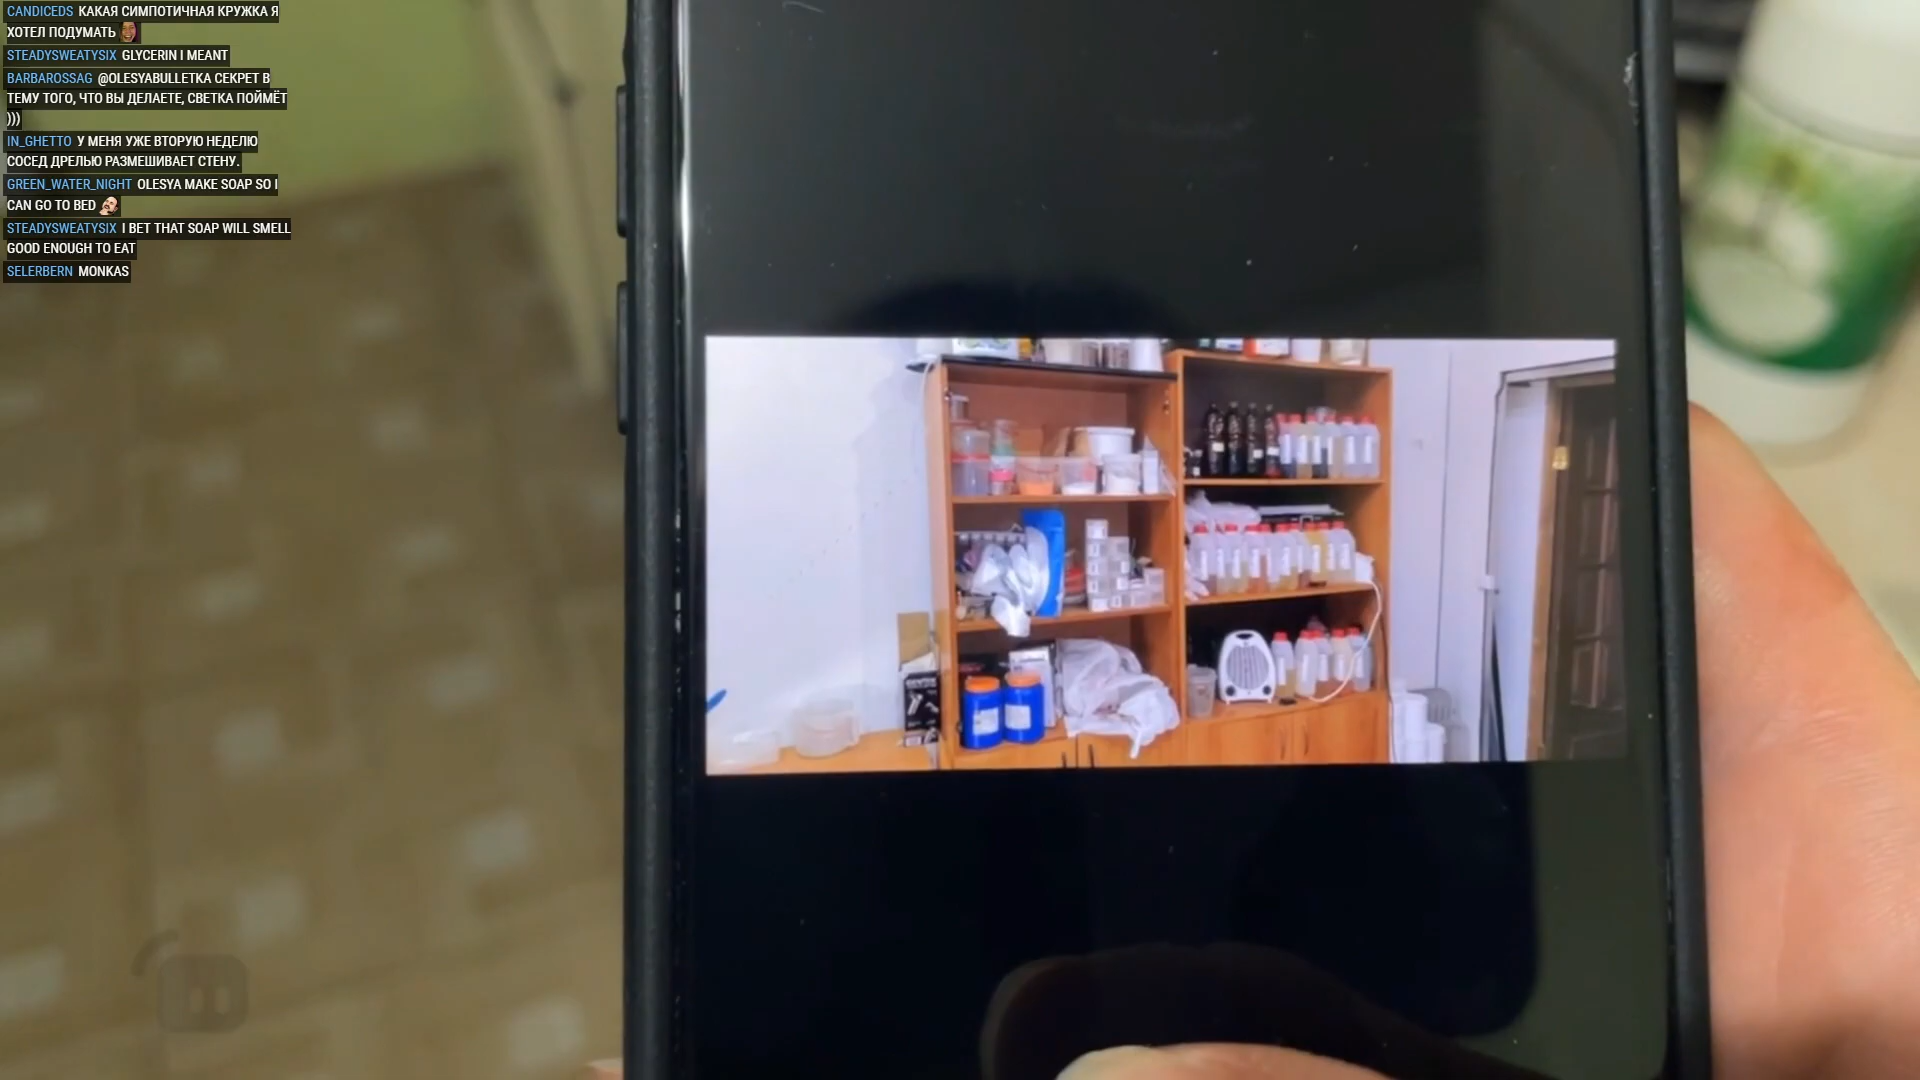 CANDICEDS КАКАЯ СИМПОТИЧНАЯ КРУЖКА Я
ХОТЕЛ ПОДУМАТЬ
STEADYSWEATYSIX GLYCERIN I MEANT
BARBAROSSAG @OLESYABULLETKA СЕКРЕТ В
ТЕМУ ТОГО, ЧТО ВЫ ДЕЛАЕТЕ, СВЕТКА ПОЙМЁТ
)))
IN_GHETTO У МЕНЯ УЖЕ ВТОРУЮ НЕДЕЛЮ
СОСЕД ДРЕЛЬЮ РАЗМЕШИВАЕТ СТЕНУ.
GREEN_WATER_NIGHT OLESYA MAKE SOAP SO I
CAN GO TO BED
STEADYSWEATYSIX I BET THAT SOAP WILL SMELL
GOOD ENOUGH TO EAT
SELERBERN MONKAS